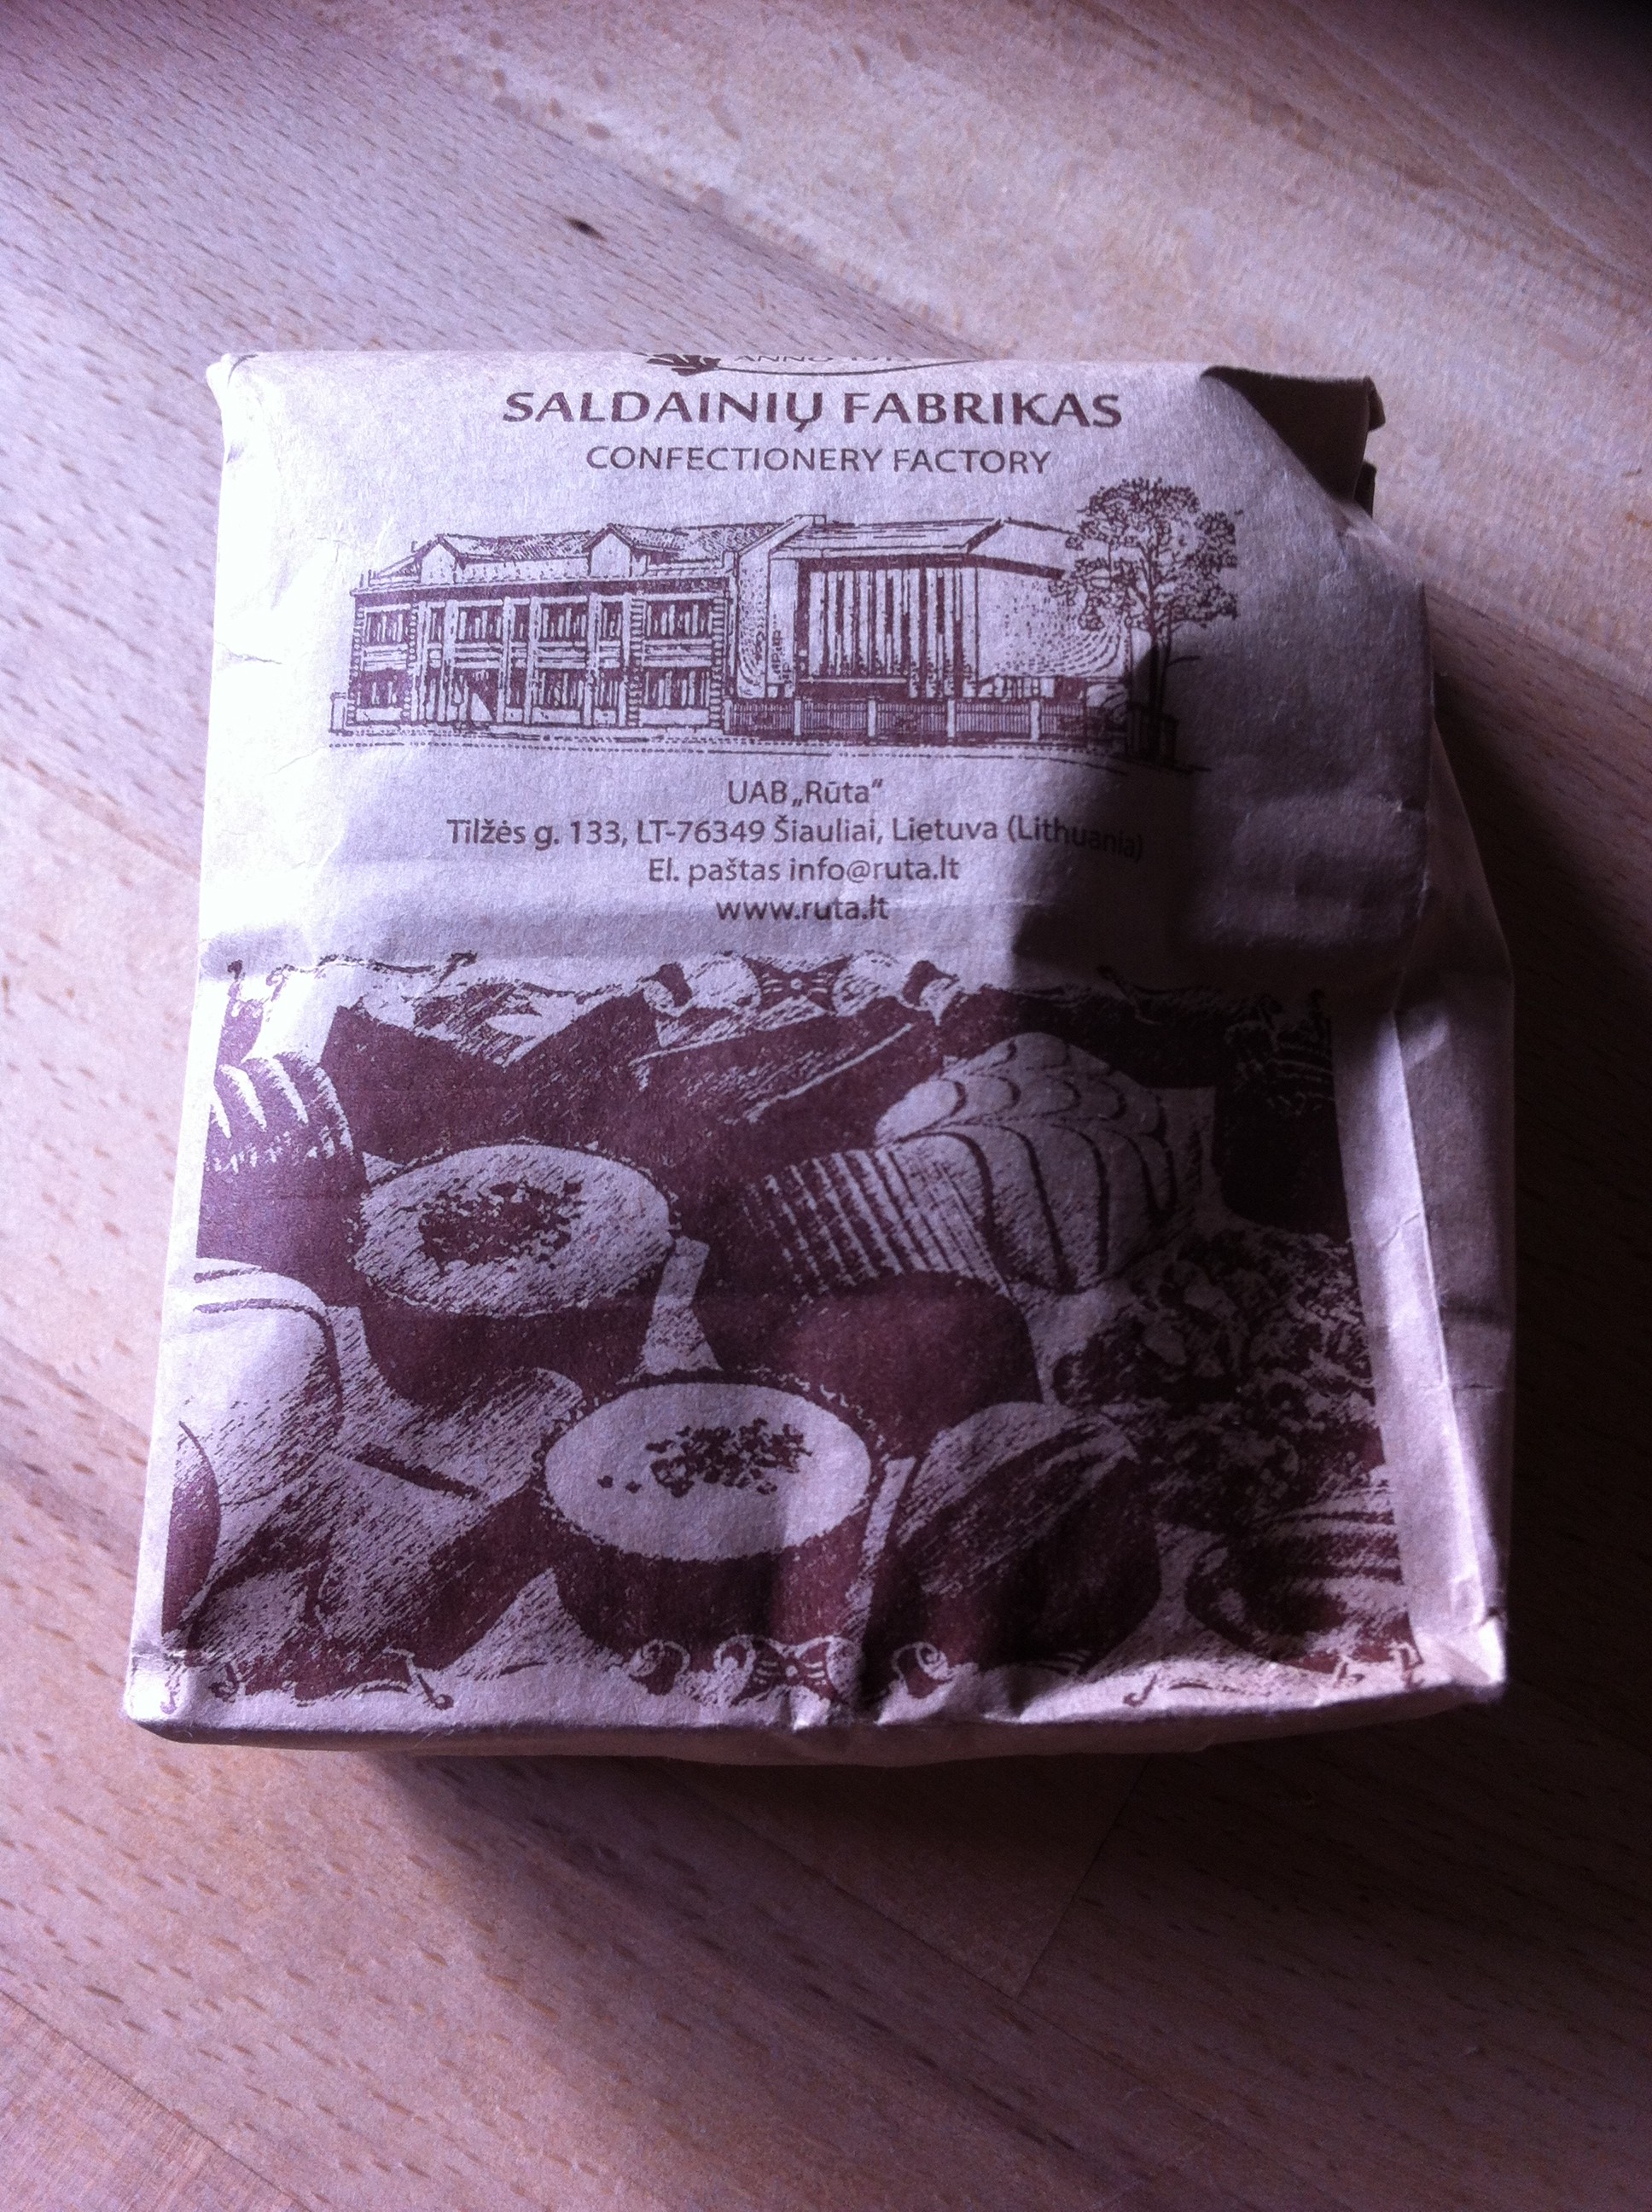 ANNO
SALDAINIŲ FABRIKAS
CONFECTIONERY FACTORY
UAB „Rūta“
Tilžės g. 133, LT-76349 Šiauliai, Lietuva (Lithuania)
El. paštas info@ruta.lt
www.ruta.lt